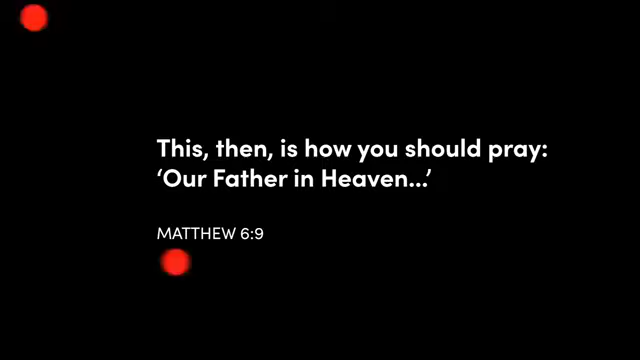 This, then, is how you should pray:
‘Our Father in Heaven...’
MATTHEW 6:9